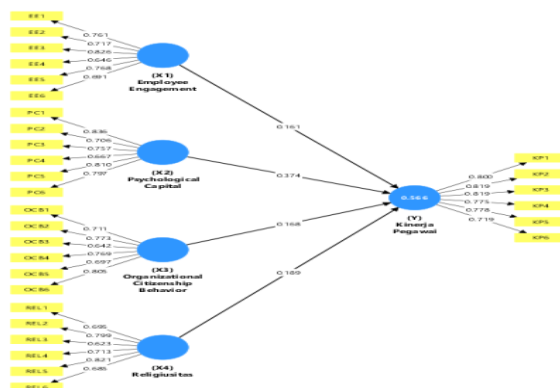 EE1
EE2
EE3
EE4
EE5
EE6
0.761
0.717
0.826
0.646
0.768
0.691
(X1)
Employee
Engagement
PC1
PC2
PC3
PC4
PC5
PC6
0.836
0.706
0.757
0.667
0.810
0.797
(X2)
Psychological
Capital
OCB1
OCB2
OCB3
OCB4
OCB5
OCB6
0.711
0.773
0.642
0.769
0.697
0.805
(X3)
Organizational
Citizenship
Behavior
REL1
REL2
REL3
REL4
REL5
REL6
0.695
0.799
0.623
0.713
0.821
0.685
(X4)
Religiusitas
0.161
0.374
0.168
0.189
0.566
(Y)
Kinerja
Pegawai
0.800
0.819
0.819
0.775
0.778
0.719
KP1
KP2
KP3
KP4
KP5
KP6